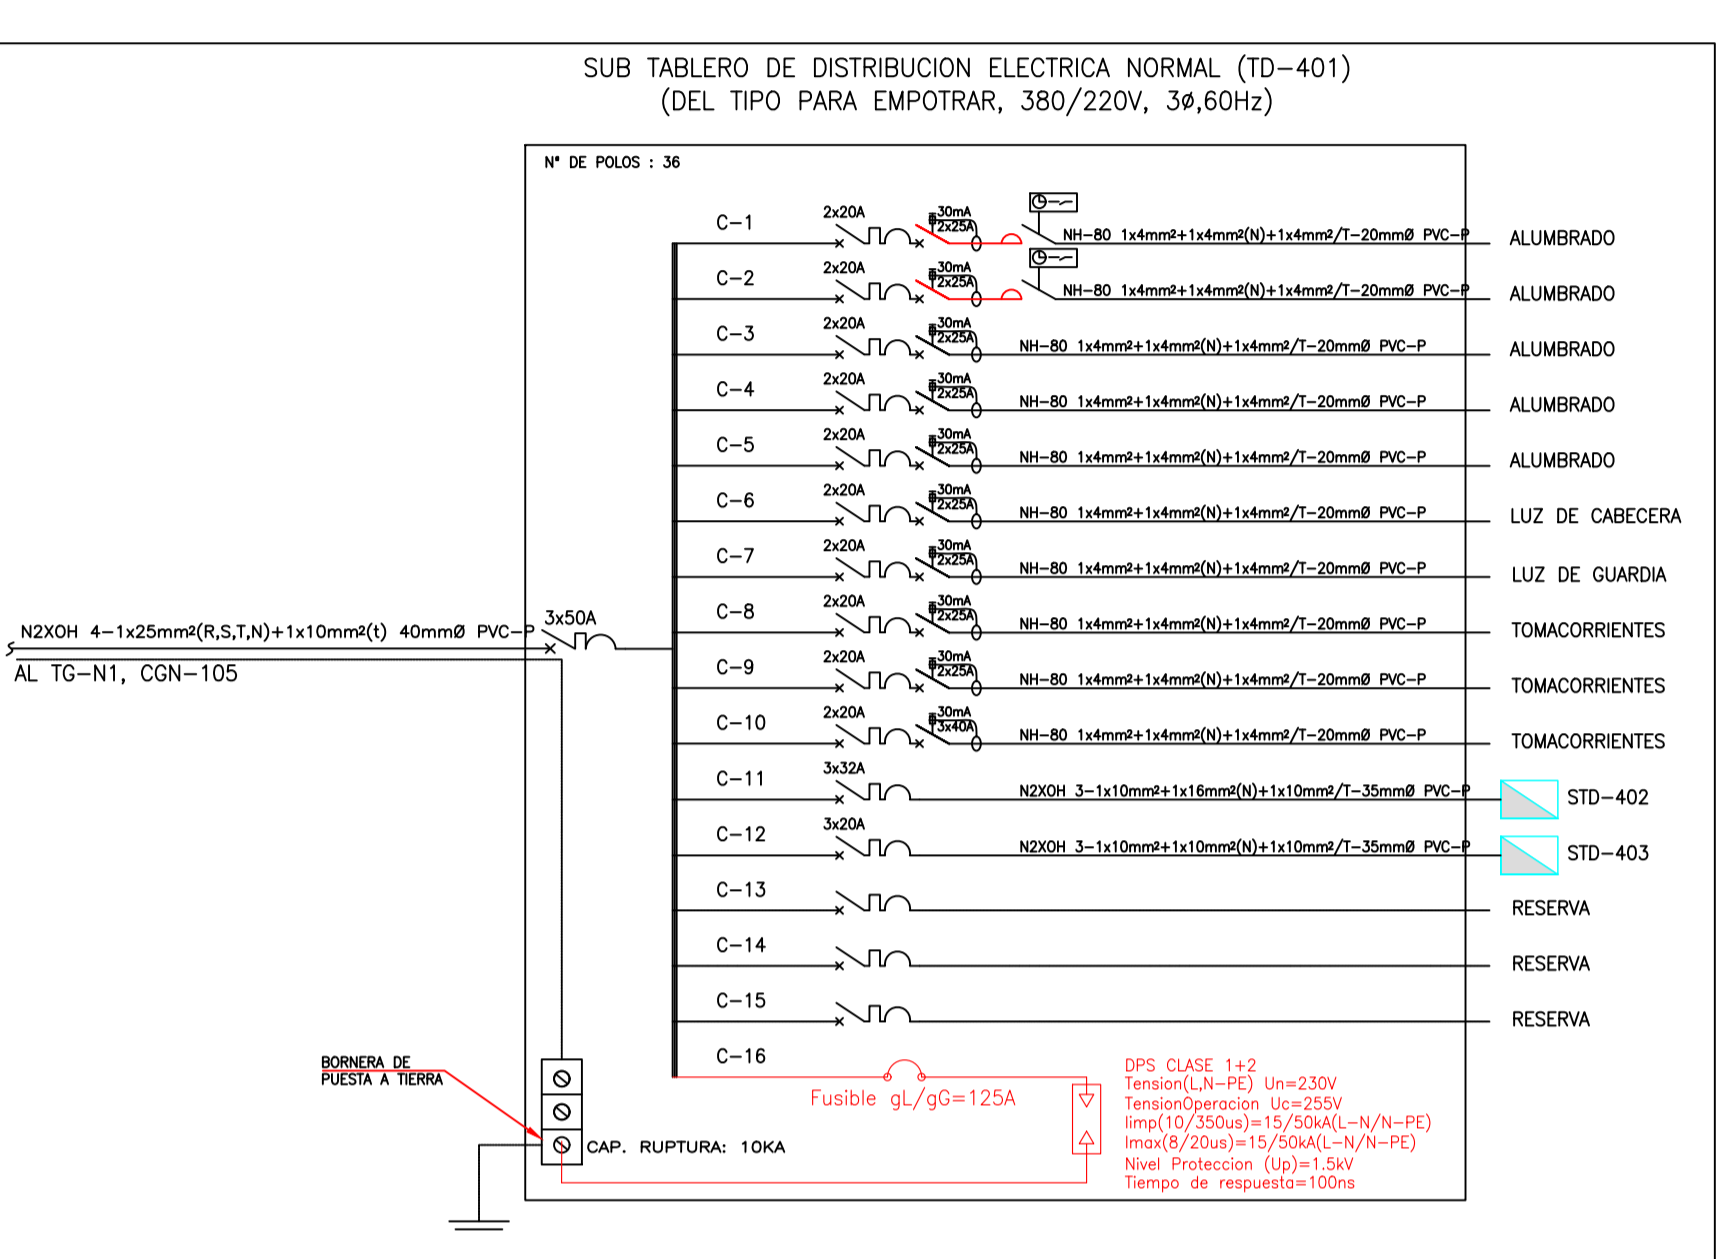 SUB TABLERO DE DISTRIBUCION ELECTRICA NORMAL (TD-401)
(DEL TIPO PARA EMPOTRAR, 380/220V, 3ø,60Hz)
N° DE POLOS : 36
C-1 2x20A 30mA 2x25A NH-80 1x4mm²+1x4mm²(N)+1x4mm²/T-20mmØ PVC-P ALUMBRADO
C-2 2x20A 30mA 2x25A NH-80 1x4mm²+1x4mm²(N)+1x4mm²/T-20mmØ PVC-P ALUMBRADO
C-3 2x20A 30mA 2x25A NH-80 1x4mm²+1x4mm²(N)+1x4mm²/T-20mmØ PVC-P ALUMBRADO
C-4 2x20A 30mA 2x25A NH-80 1x4mm²+1x4mm²(N)+1x4mm²/T-20mmØ PVC-P ALUMBRADO
C-5 2x20A 30mA 2x25A NH-80 1x4mm²+1x4mm²(N)+1x4mm²/T-20mmØ PVC-P ALUMBRADO
C-6 2x20A 30mA 2x25A NH-80 1x4mm²+1x4mm²(N)+1x4mm²/T-20mmØ PVC-P LUZ DE CABECERA
C-7 2x20A 30mA 2x25A NH-80 1x4mm²+1x4mm²(N)+1x4mm²/T-20mmØ PVC-P LUZ DE GUARDIA
C-8 2x20A 30mA 2x25A NH-80 1x4mm²+1x4mm²(N)+1x4mm²/T-20mmØ PVC-P TOMACORRIENTES
N2XOH 4-1x25mm²(R,S,T,N)+1x10mm²(t) 40mmØ PVC-P 3x50A
AL TG-N1, CGN-105
C-9 2x20A 30mA 2x25A NH-80 1x4mm²+1x4mm²(N)+1x4mm²/T-20mmØ PVC-P TOMACORRIENTES
C-10 2x20A 30mA 3x40A NH-80 1x4mm²+1x4mm²(N)+1x4mm²/T-20mmØ PVC-P TOMACORRIENTES
C-11 3x32A N2XOH 3-1x10mm²+1x16mm²(N)+1x10mm²/T-35mmØ PVC-P STD-402
C-12 3x20A N2XOH 3-1x10mm²+1x10mm²(N)+1x10mm²/T-35mmØ PVC-P STD-403
C-13 RESERVA
C-14 RESERVA
C-15 RESERVA
C-16
Fusible gL/gG=125A
DPS CLASE 1+2
Tension(L,N-PE) Un=230V
TensionOperacion Uc=255V
Iimp(10/350us)=15/50kA(L-N/N-PE)
Imax(8/20us)=15/50kA(L-N/N-PE)
Nivel Proteccion (Up)=1.5kV
Tiempo de respuesta=100ns
BORNERA DE
PUESTA A TIERRA
CAP. RUPTURA: 10KA